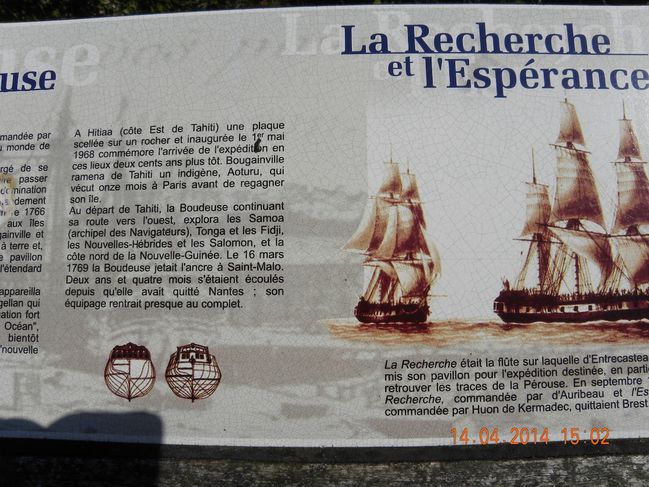 use
mandée par
u monde de
rgé de se
re passer
omination
ndement
e 1766
aux îles
gainville et
à terre et,
e pavillon
l'étendard
appareilla
gellan qui
cation fort
Océan",
bientôt
"nouvelle
A Hitiaa (côte Est de Tahiti) une plaque
scellée sur un rocher et inaugurée le 1er mai
1968 commémore l'arrivée de l'expédition en
ces lieux deux cents ans plus tôt. Bougainville
ramena de Tahiti un indigène, Aoturu, qui
vécut onze mois à Paris avant de regagner
son île.
Au départ de Tahiti, la Boudeuse continuant
sa route vers l'ouest, explora les Samoa
(archipel des Navigateurs), Tonga et les Fidji,
les Nouvelles-Hébrides et les Salomon, et la
côte nord de la Nouvelle-Guinée. Le 16 mars
1769 la Boudeuse jetait l'ancre à Saint-Malo.
Deux ans et quatre mois s'étaient écoulés
depuis qu'elle avait quitté Nantes ; son
équipage rentrait presque au complet.
La Recherche
et l'Espérance
La Recherche était la flûte sur laquelle d'Entrecastea
mis son pavillon pour l'expédition destinée, en partic
retrouver les traces de la Pérouse. En septembre
Recherche, commandée par d'Auribeau et l'Es
commandée par Huon de Kermadec, quittaient Brest
14.04.2014 15:02